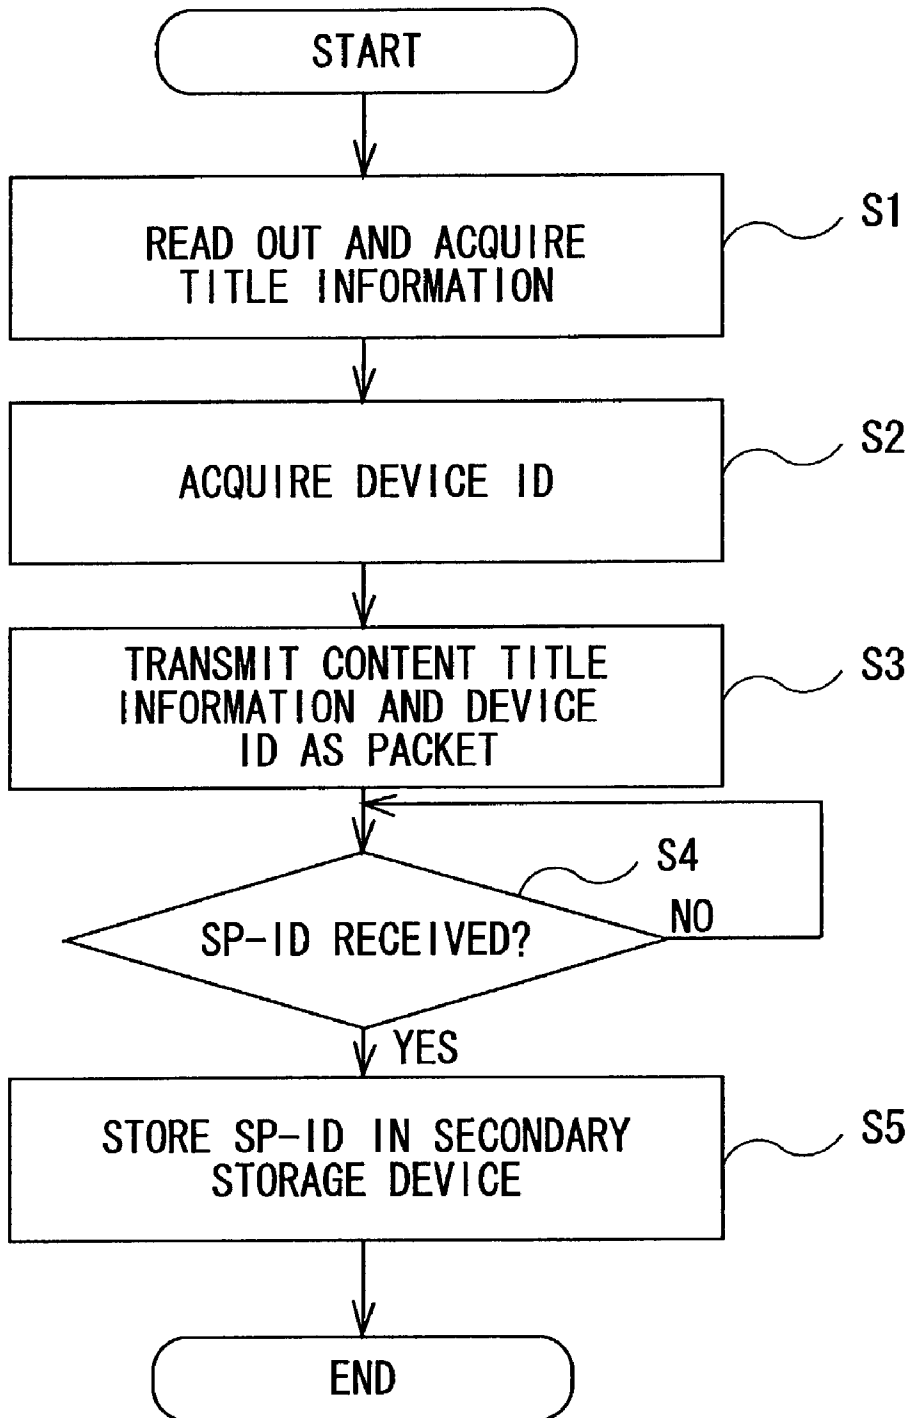 START
READ OUT AND ACQUIRE
TITLE INFORMATION
S1
ACQUIRE DEVICE ID
S2
TRANSMIT CONTENT TITLE
INFORMATION AND DEVICE
ID AS PACKET
S3
S4
SP-ID RECEIVED?
NO
YES
STORE SP-ID IN SECONDARY
STORAGE DEVICE
S5
END